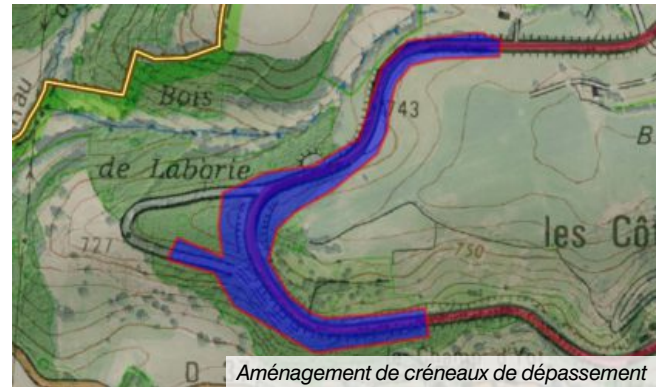 Bois
743
de Laborie
B
727
les Côt
750
D
Aménagement de créneaux de dépassement